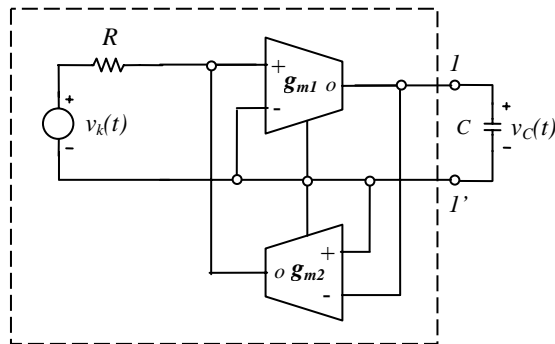 R
+
v_k(t)
-
+
g_m1
o
-
1
+
C
v_C(t)
-
1'
o
g_m2
+
-